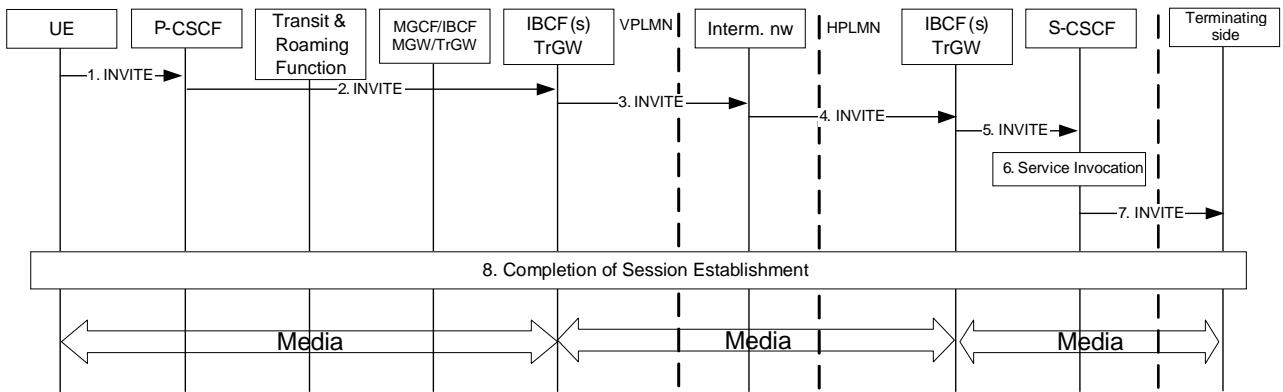 UE
P-CSCF
Transit &
Roaming
Function
MGCF/IBCF
MGW/TrGW
IBCF(s)
TrGW
VPLMN
Interm. nw
HPLMN
IBCF(s)
TrGW
S-CSCF
Terminating
side
1. INVITE
2. INVITE
3. INVITE
4. INVITE
5. INVITE
6. Service Invocation
7. INVITE
8. Completion of Session Establishment
Media
Media
Media